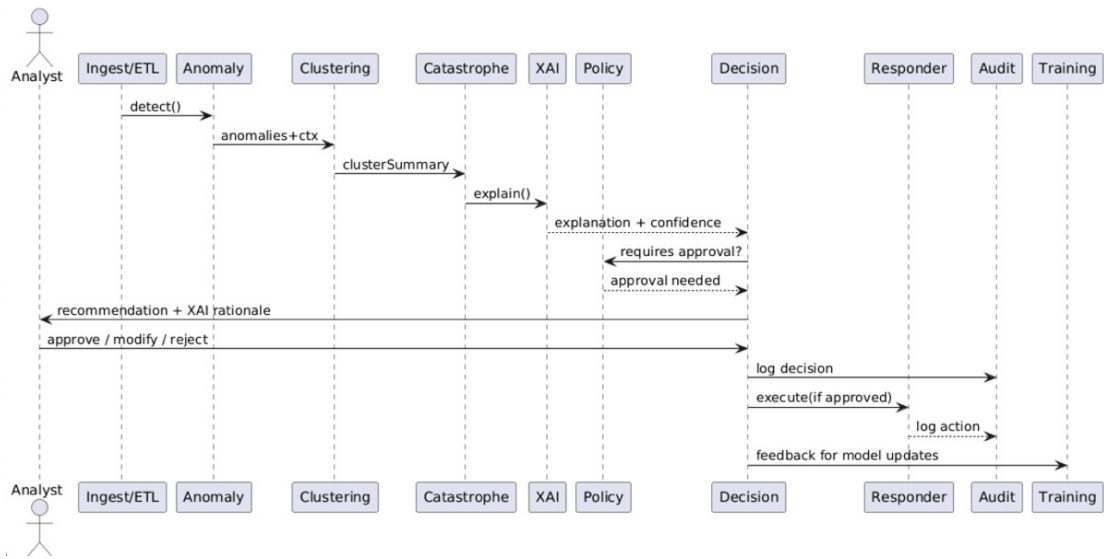 Analyst
Ingest/ETL
Anomaly
Clustering
Catastrophe
XAI
Policy
Decision
Responder
Audit
Training
detect()
anomalies+ctx
clusterSummary
explain()
explanation + confidence
requires approval?
approval needed
recommendation + XAI rationale
approve / modify / reject
log decision
execute(if approved)
log action
feedback for model updates
Analyst
Ingest/ETL
Anomaly
Clustering
Catastrophe
XAI
Policy
Decision
Responder
Audit
Training